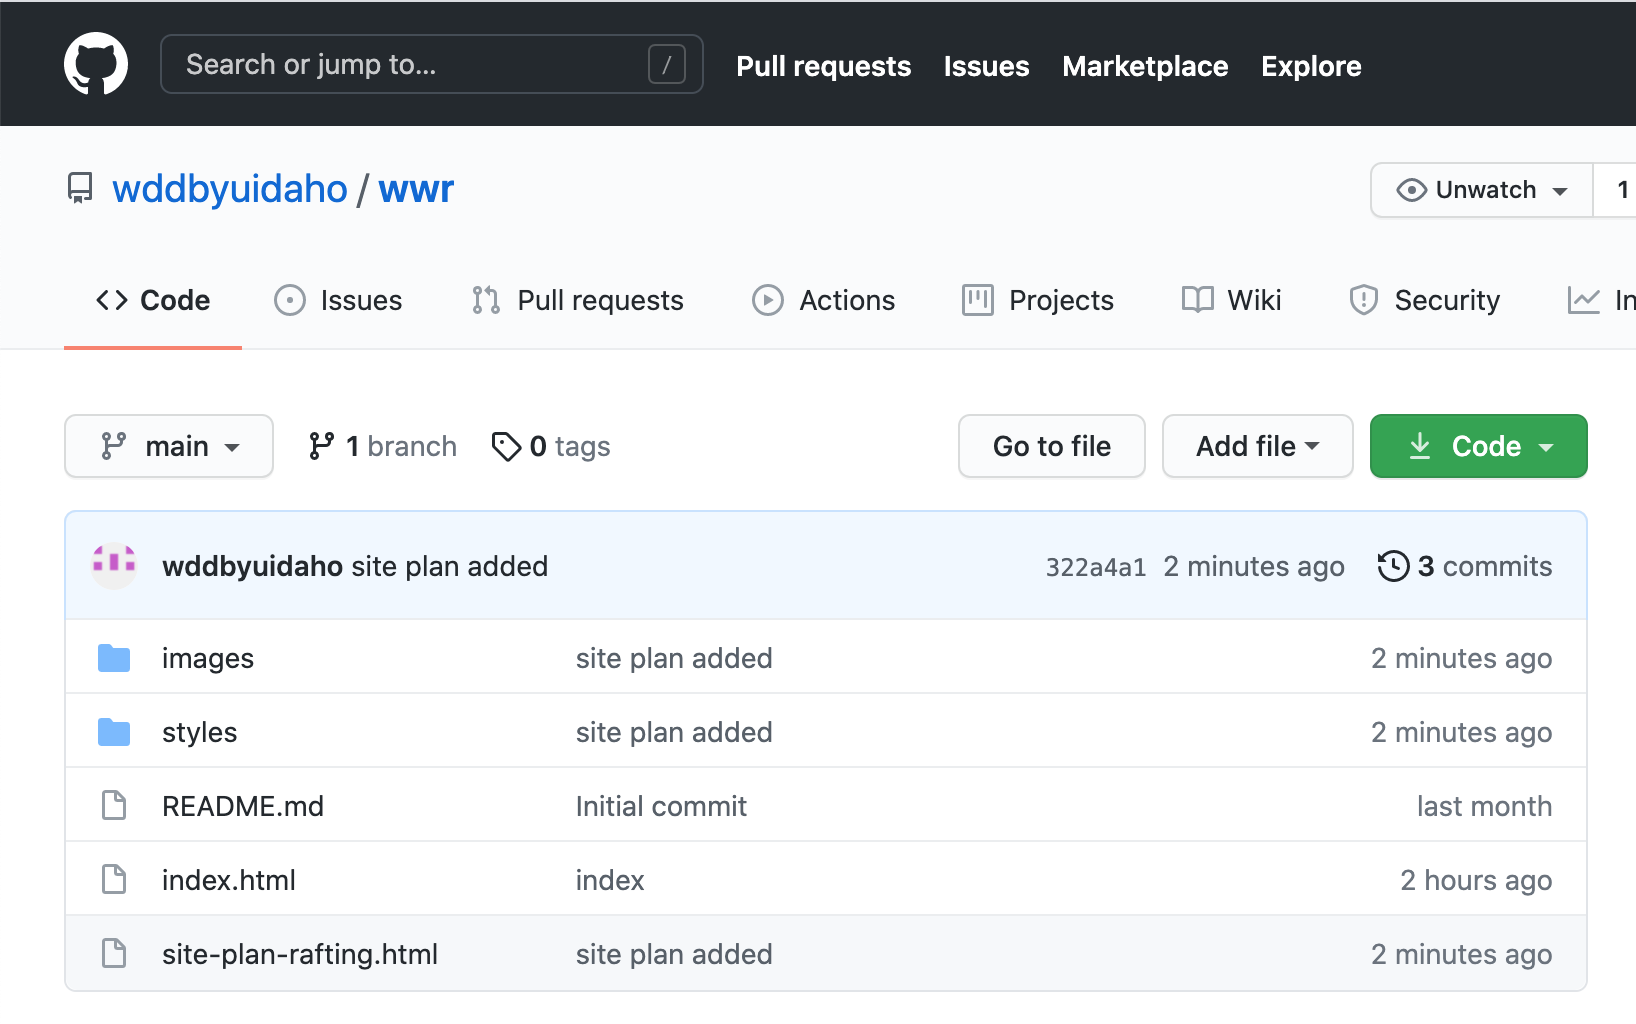 Search or jump to... / Pull requests Issues Marketplace Explore
wddbyuidaho / wwr Unwatch 1
Code Issues Pull requests Actions Projects Wiki Security In
main 1 branch 0 tags Go to file Add file Code
wddbyuidaho site plan added 322a4a1 2 minutes ago 3 commits
images site plan added 2 minutes ago
styles site plan added 2 minutes ago
README.md Initial commit last month
index.html index 2 hours ago
site-plan-rafting.html site plan added 2 minutes ago